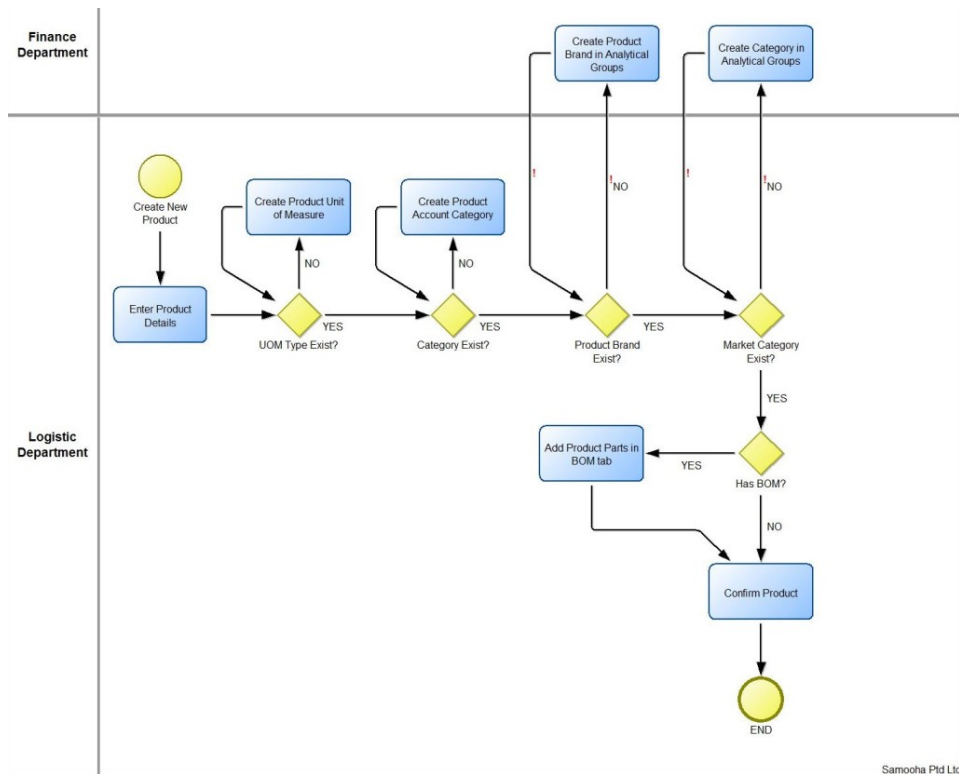 Finance
Department
Create Product
Brand in Analytical
Groups
Create Category in
Analytical Groups
!
!
NO
!
!
NO
Create New
Product
Create Product Unit
of Measure
Create Product
Account Category
NO
NO
Enter Product
Details
YES
YES
YES
UOM Type Exist?
Category Exist?
Product Brand
Exist?
Market Category
Exist?
YES
Logistic
Department
Add Product Parts in
BOM tab
YES
Has BOM?
NO
Confirm Product
END
Samooha Ptd Ltd